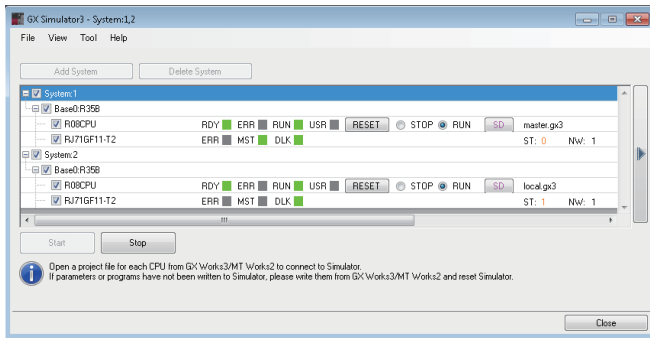 GX Simulator3 - System:1,2
File View Tool Help
Add System Delete System
System:1
Base0:R35B
R08CPU RDY ERR RUN USR RESET STOP RUN SD master.gx3
RJ71GF11-T2 ERR MST DLK ST: 0 NW: 1
System:2
Base0:R35B
R08CPU RDY ERR RUN USR RESET STOP RUN SD local.gx3
RJ71GF11-T2 ERR MST DLK ST: 1 NW: 1
Start Stop
Open a project file for each CPU from GX Works3/MT Works2 to connect to Simulator.
If parameters or programs have not been written to Simulator, please write them from GX Works3/MT Works2 and reset Simulator.
Close